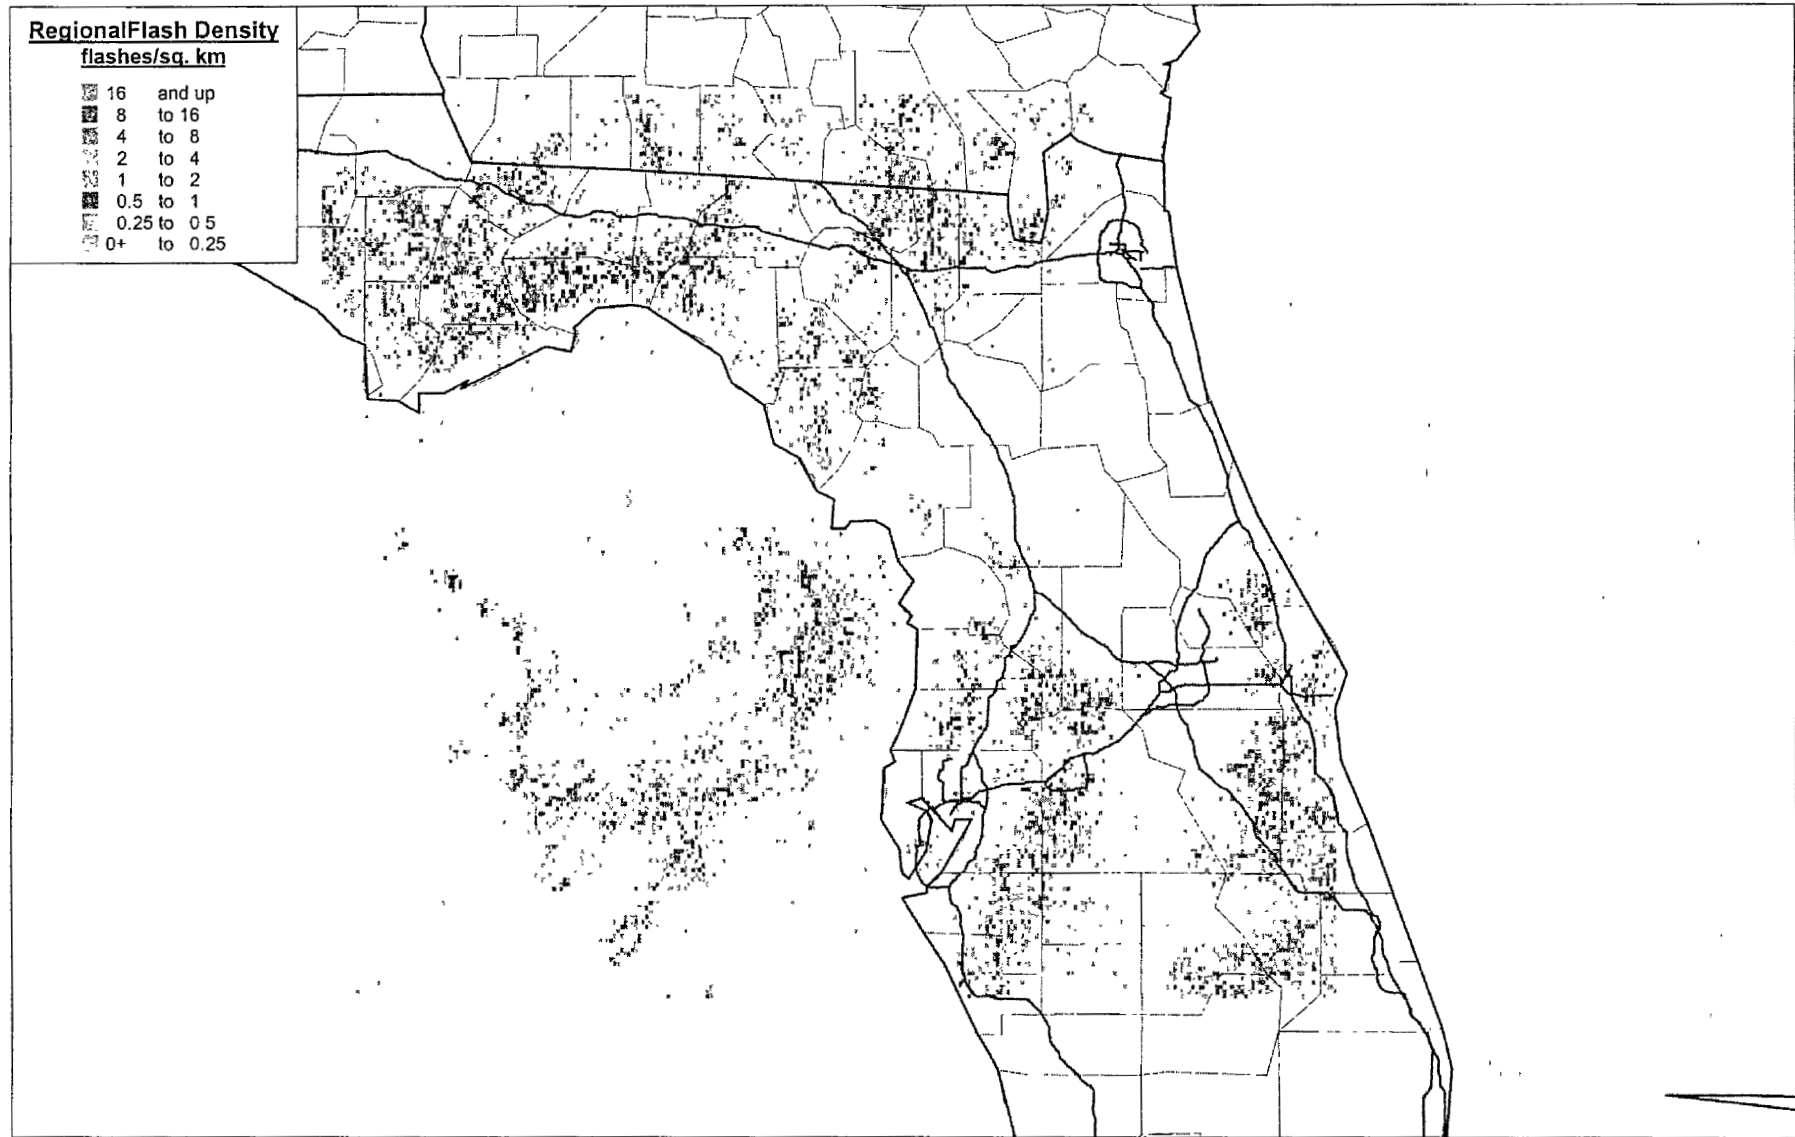 RegionalFlash Density
flashes/sq. km
16 and up
8 to 16
4 to 8
2 to 4
1 to 2
0.5 to 1
0.25 to 0 5
0+ to 0.25